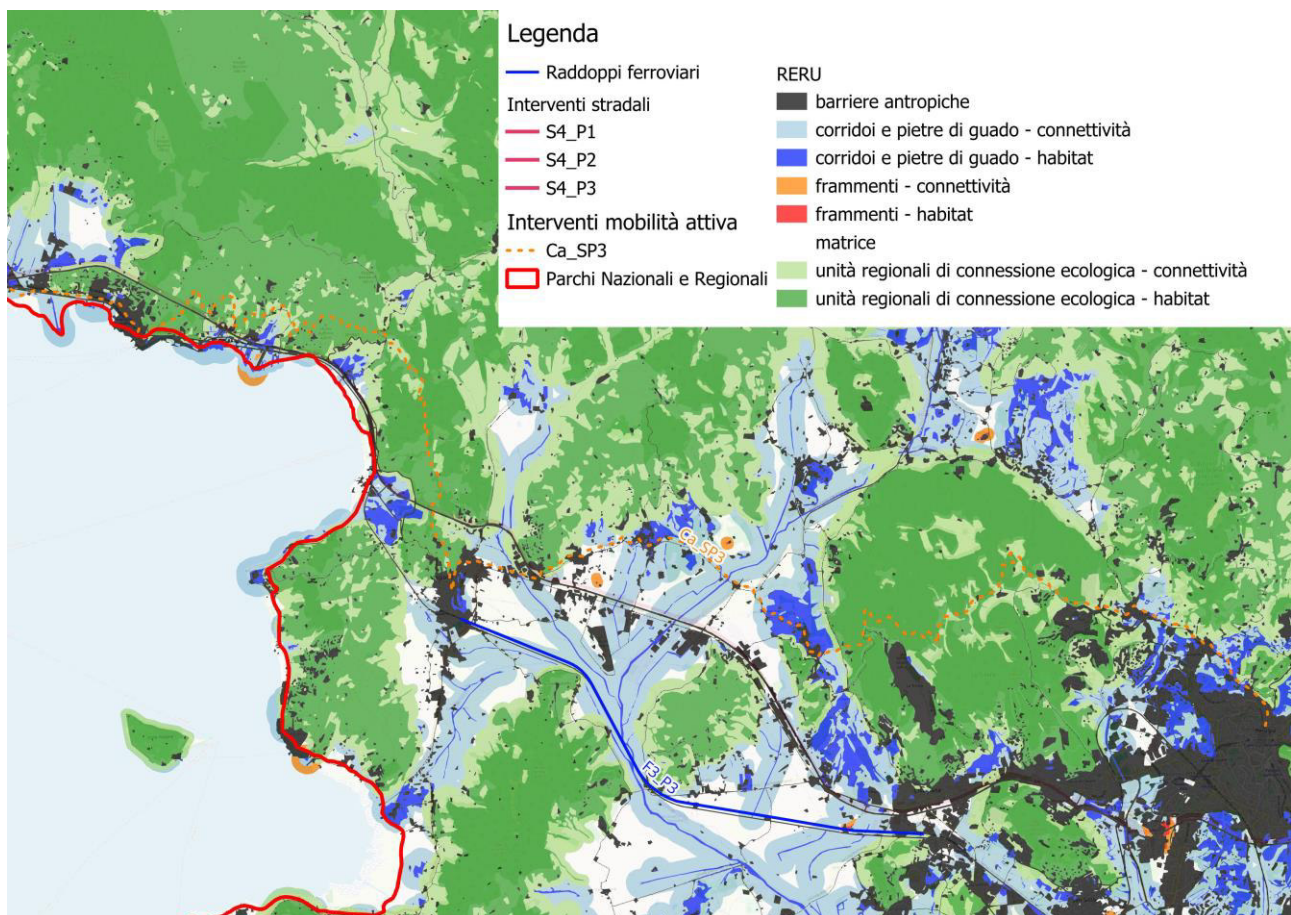 Legenda
Raddoppi ferroviari
Interventi stradali
S4_P1
S4_P2
S4_P3
Interventi mobilità attiva
Ca_SP3
Parchi Nazionali e Regionali
RERU
barriere antropiche
corridoi e pietre di guado - connettività
corridoi e pietre di guado - habitat
frammenti - connettività
frammenti - habitat
matrice
unità regionali di connessione ecologica - connettività
unità regionali di connessione ecologica - habitat
Ca_SP3
F3_P3